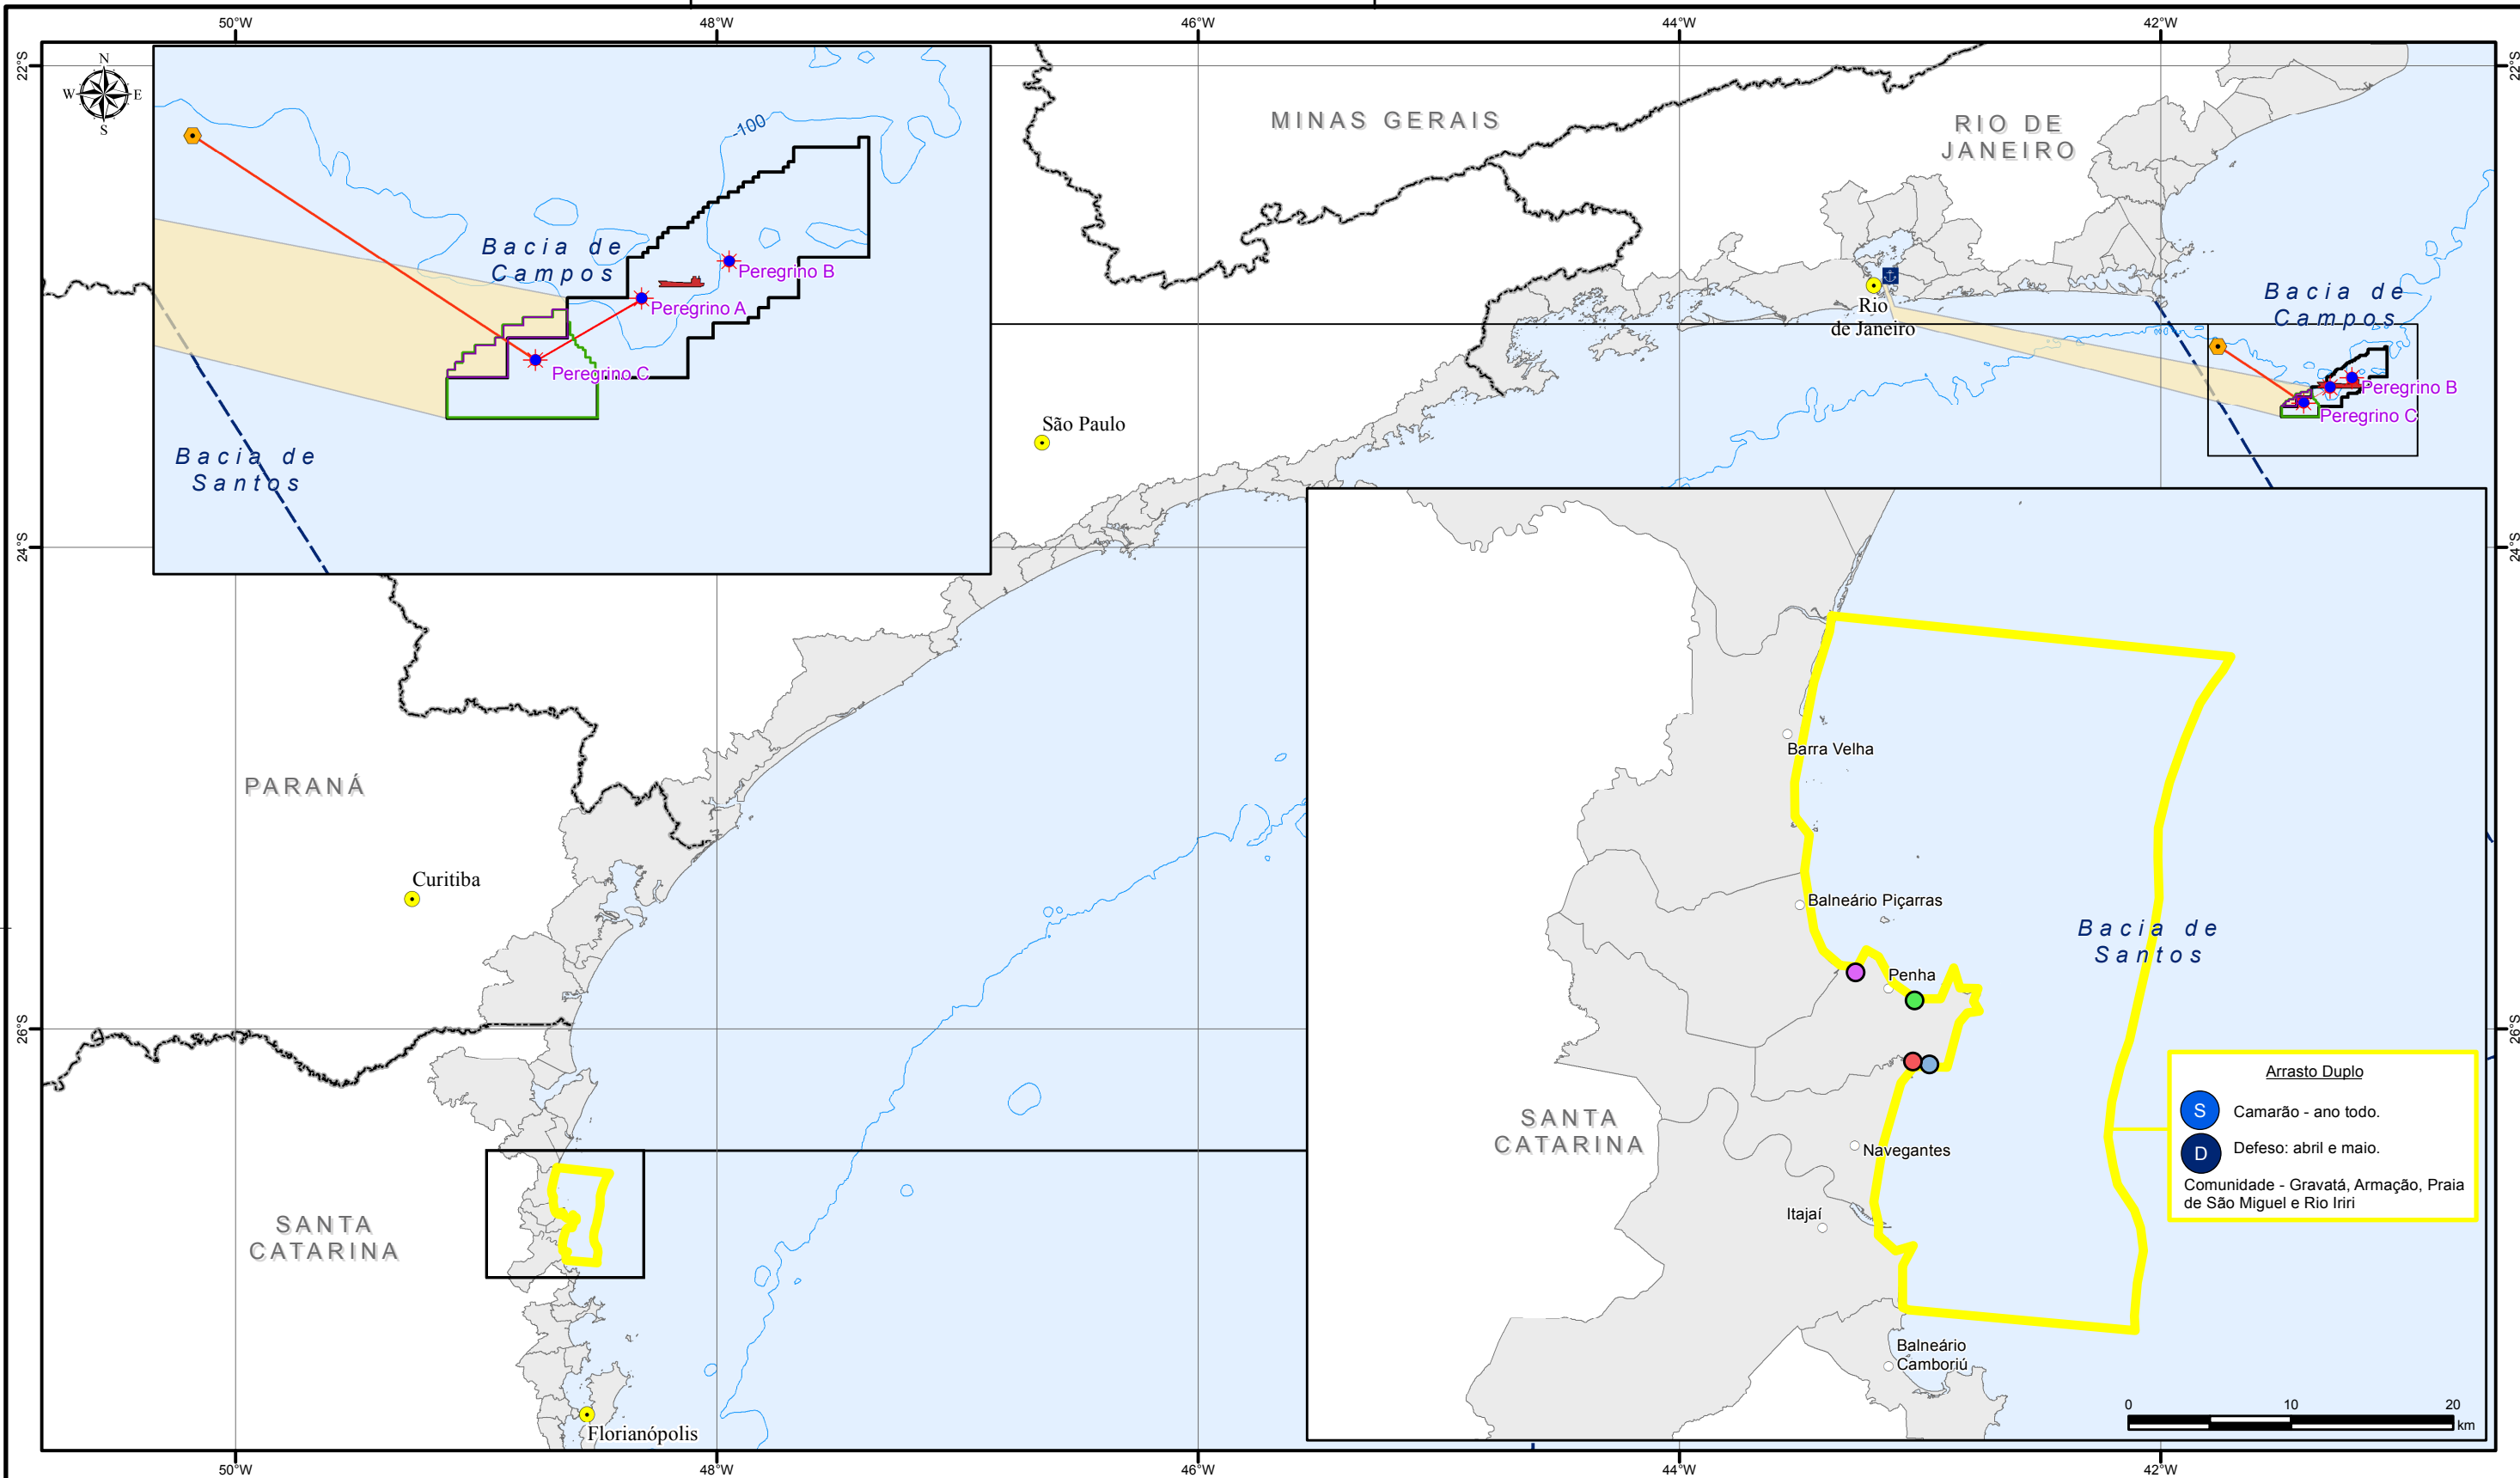 50°W
48°W
46°W
44°W
42°W
22°S
22°S
24°S
24°S
26°S
26°S
50°W
48°W
46°W
44°W
42°W
N
W
E
S
-100
Bacia de
Campos
Peregrino B
Peregrino A
Peregrino C
Bacia de
Santos
MINAS GERAIS
RIO DE
JANEIRO
Rio
de Janeiro
Bacia de
Campos
Peregrino B
Peregrino C
São Paulo
PARANÁ
Curitiba
SANTA
CATARINA
Florianópolis
Barra Velha
Balneário Piçarras
Penha
Bacia de
Santos
SANTA
CATARINA
Navegantes
Itajaí
Balneário
Camboriú
Arrasto Duplo
S
Camarão - ano todo.
D
Defeso: abril e maio.
Comunidade - Gravatá, Armação, Praia
de São Miguel e Rio Iriri
0
10
20
km